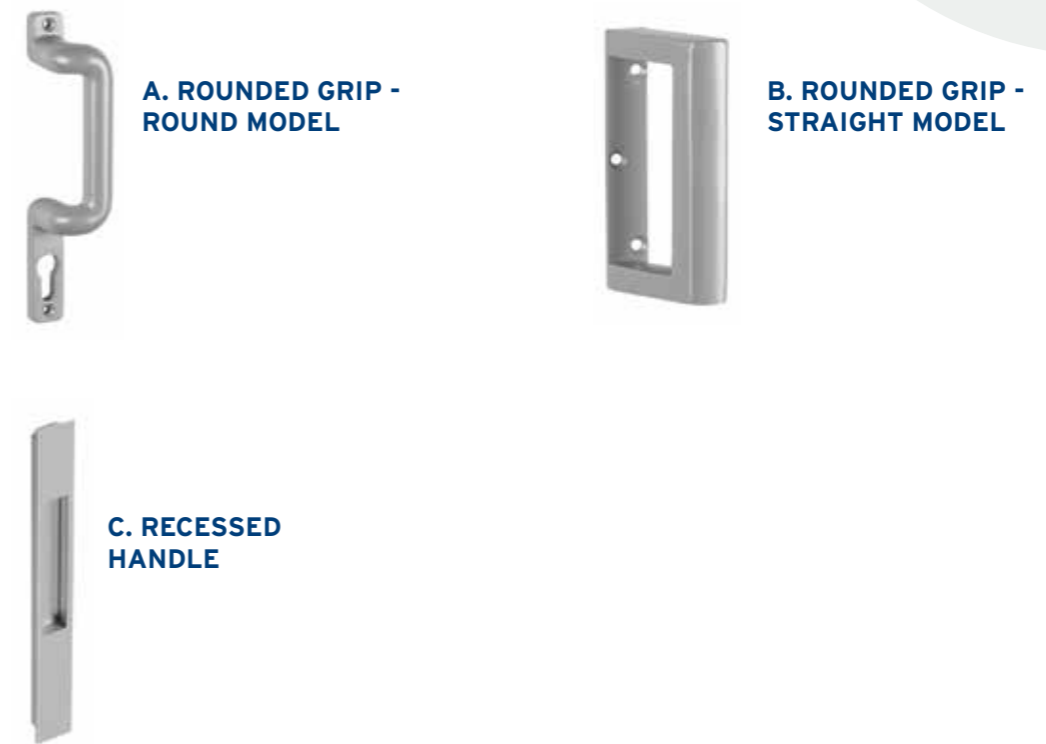 A. ROUNDED GRIP -
ROUND MODEL
B. ROUNDED GRIP -
STRAIGHT MODEL
C. RECESSED
HANDLE